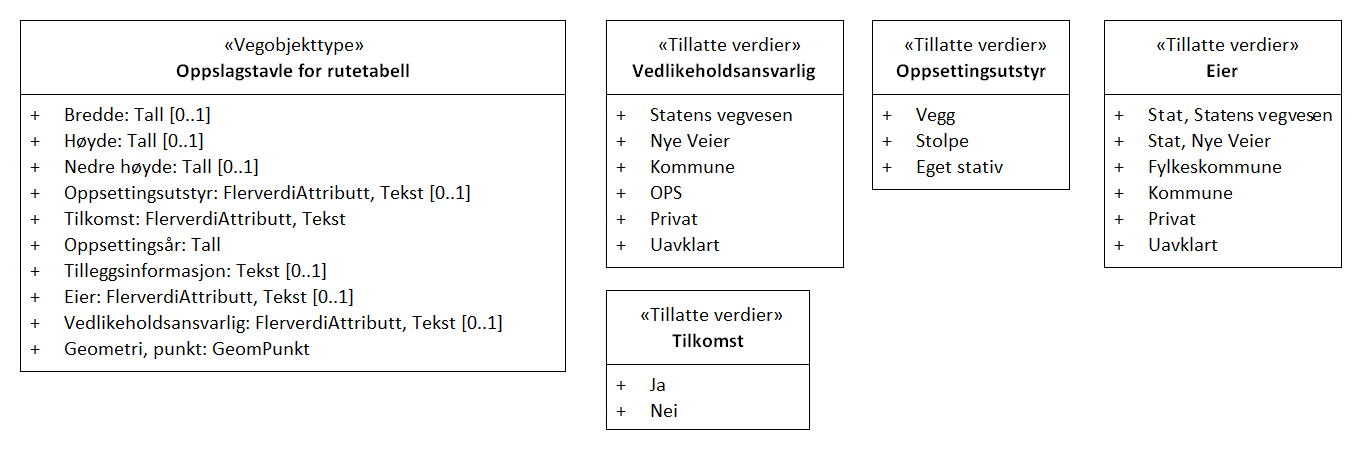 «Vegobjekttype»
Oppslagstavle for rutetabell
+ Bredde: Tall [0..1]
+ Høyde: Tall [0..1]
+ Nedre høyde: Tall [0..1]
+ Oppsettingsutstyr: FlerverdiAttributt, Tekst [0..1]
+ Tilkomst: FlerverdiAttributt, Tekst
+ Oppsettingsår: Tall
+ Tilleggsinformasjon: Tekst [0..1]
+ Eier: FlerverdiAttributt, Tekst [0..1]
+ Vedlikeholdsansvarlig: FlerverdiAttributt, Tekst [0..1]
+ Geometri, punkt: GeomPunkt
«Tillatte verdier»
Vedlikeholdsansvarlig
+ Statens vegvesen
+ Nye Veier
+ Kommune
+ OPS
+ Privat
+ Uavklart
«Tillatte verdier»
Oppsettingsutstyr
+ Vegg
+ Stolpe
+ Eget stativ
«Tillatte verdier»
Eier
+ Stat, Statens vegvesen
+ Stat, Nye Veier
+ Fylkeskommune
+ Kommune
+ Privat
+ Uavklart
«Tillatte verdier»
Tilkomst
+ Ja
+ Nei